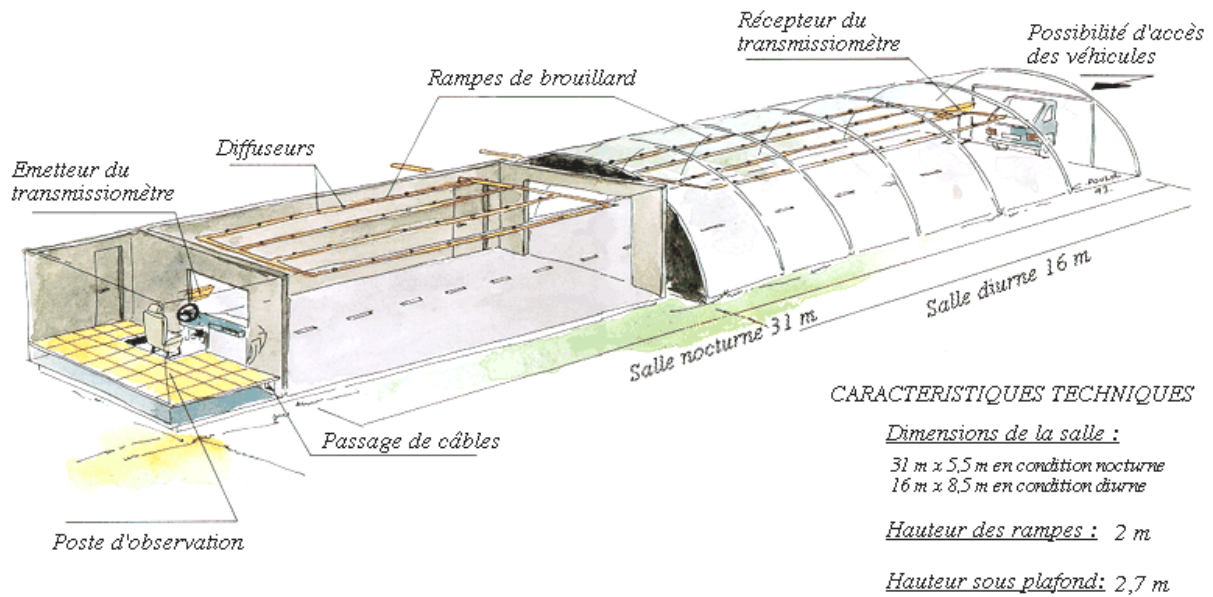 Récepteur du
transmissiomètre
Possibilité d'accès
des véhicules
Rampes de brouillard
Diffuseurs
Emetteur du
transmissiomètre
Salle diurne 16 m
Salle nocturne 31 m
Passage de câbles
Poste d'observation
CARACTERISTIQUES TECHNIQUES
Dimensions de la salle :
31 m x 5,5 m en condition nocturne
16 m x 8,5 m en condition diurne
Hauteur des rampes : 2 m
Hauteur sous plafond: 2,7 m